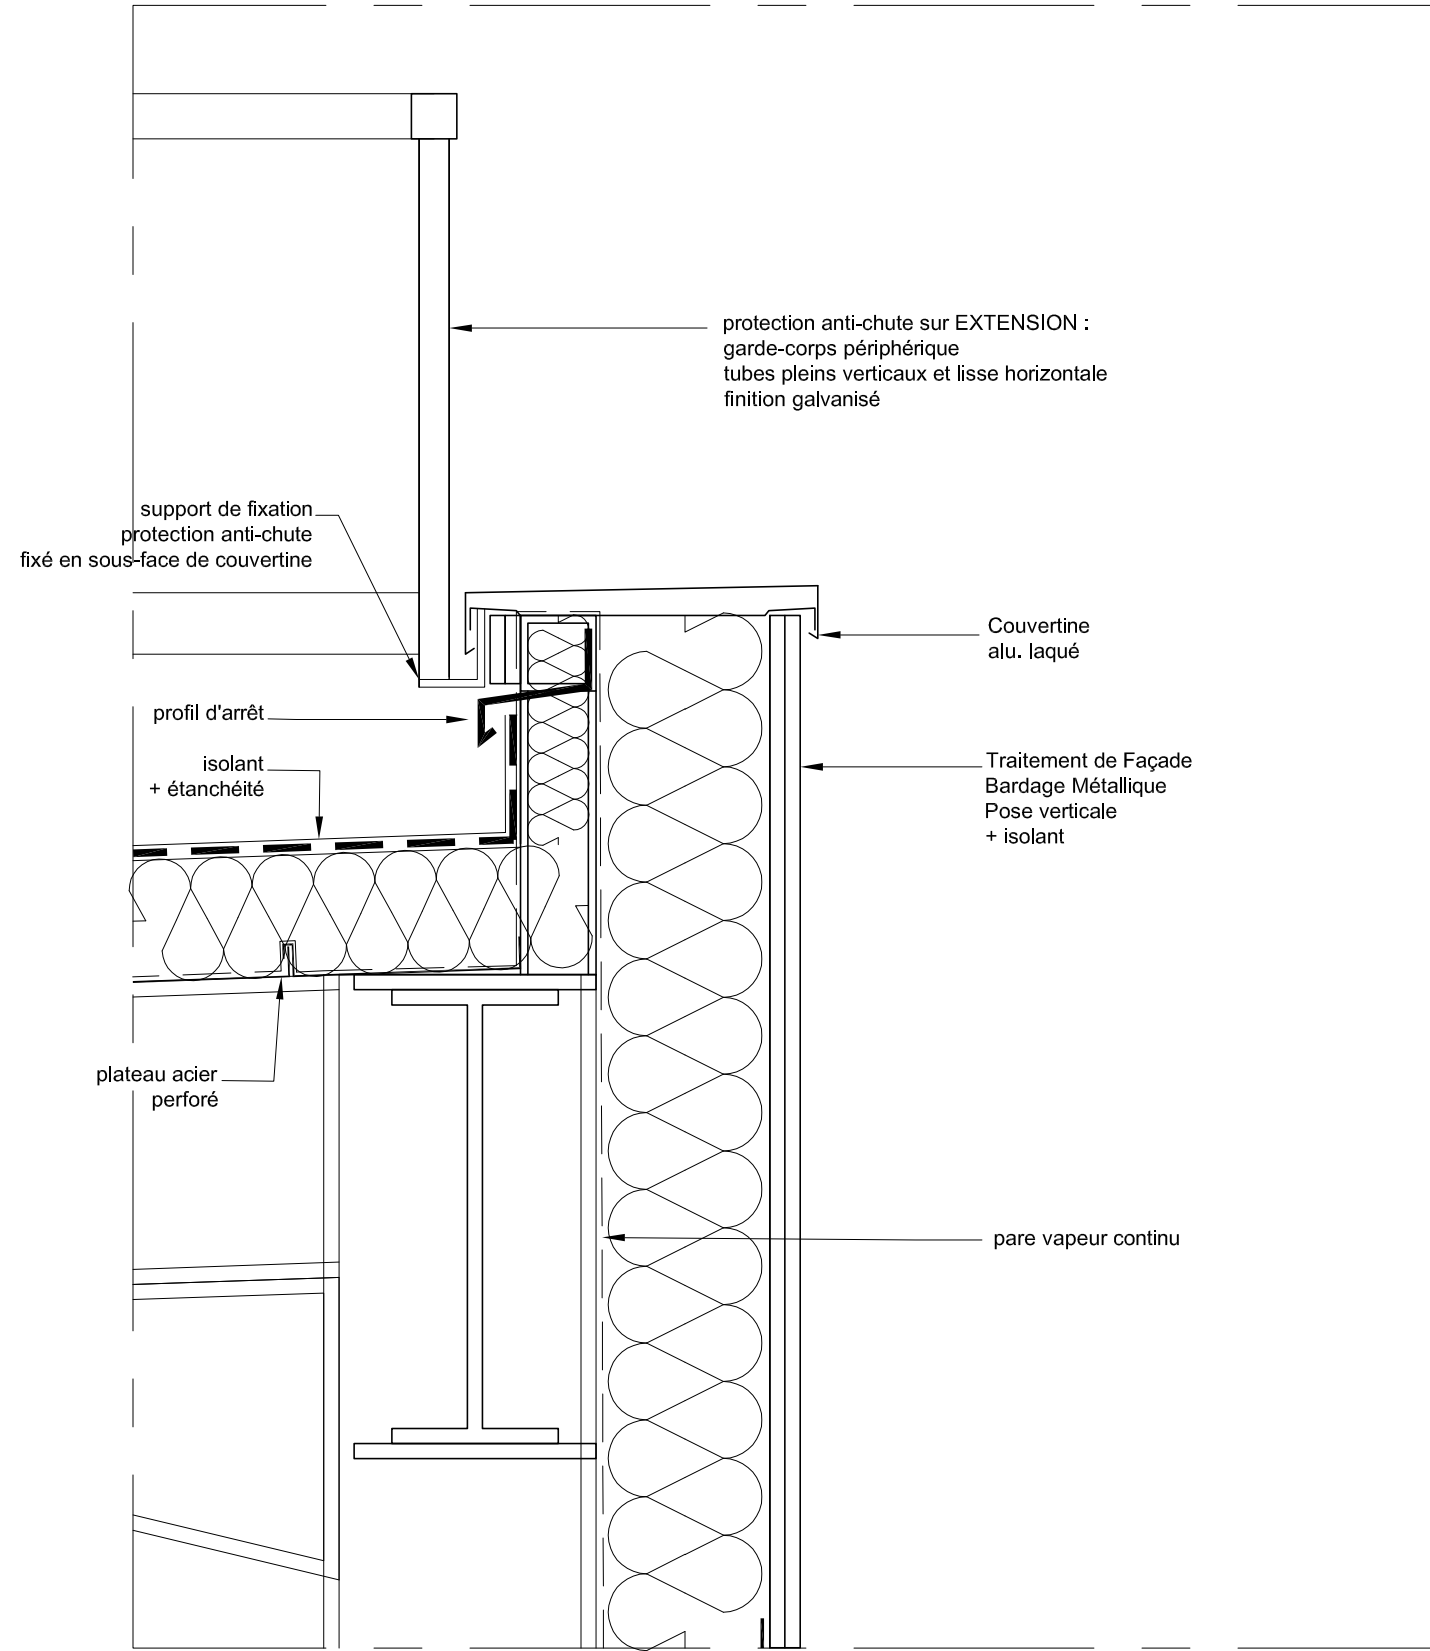 protection anti-chute sur EXTENSION :
garde-corps périphérique
tubes pleins verticaux et lisse horizontale
finition galvanisé
support de fixation
protection anti-chute
fixé en sous-face de couvertine
Couvertine
alu. laqué
profil d'arrêt
isolant
+ étanchéité
Traitement de Façade
Bardage Métallique
Pose verticale
+ isolant
plateau acier
perforé
pare vapeur continu